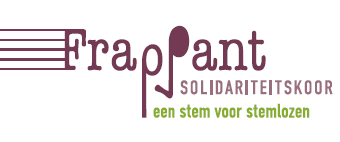 Frappant
SOLIDARITEITSKOOR
een stem voor stemlozen